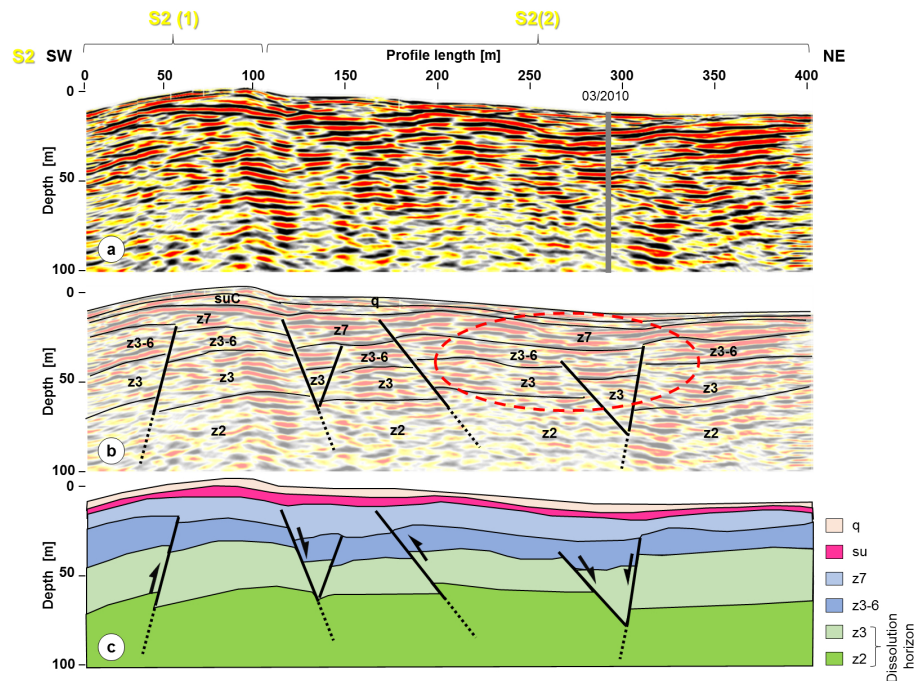 S2 (1) S2(2)
S2 SW Profile length [m] NE
0 50 100 150 200 250 300 350 400
03/2010
0
50
100
Depth [m]
a
0
50
100
Depth [m]
suC q
z7 z7 z7
z3-6 z3-6 z3-6 z3-6 z3-6
z3 z3 z3 z3 z3 z3 z3
z2 z2 z2 z2
b
0
50
100
Depth [m]
c
q
su
z7
z3-6
z3
z2
Dissolution
horizon